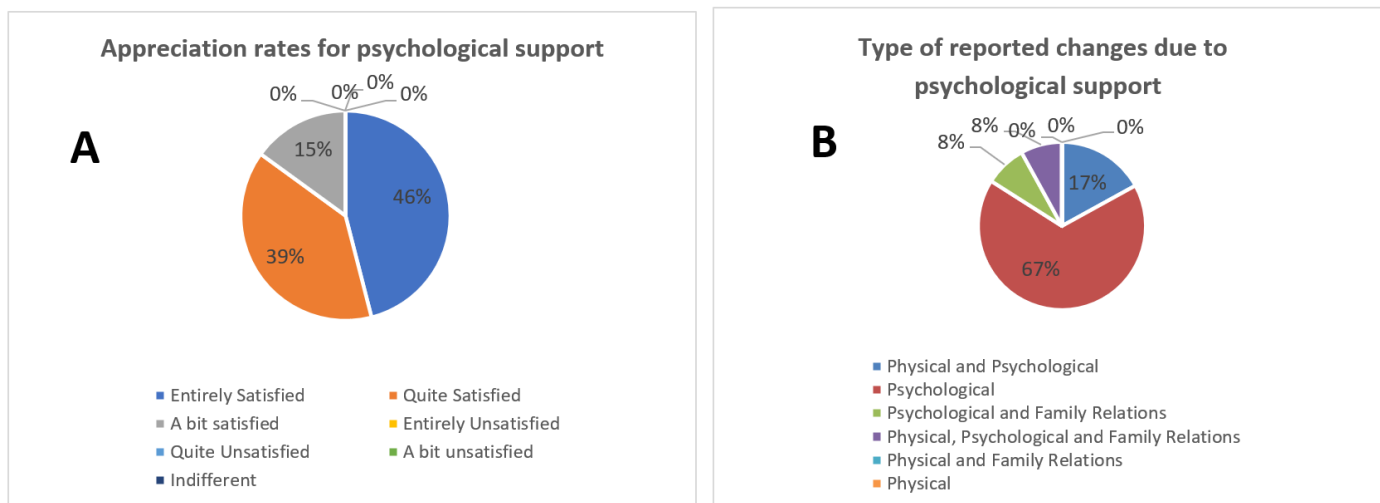 Appreciation rates for psychological support
0%
0%
0%
0%
A
15%
46%
39%
Entirely Satisfied
Quite Satisfied
A bit satisfied
Entirely Unsatisfied
Quite Unsatisfied
A bit unsatisfied
Indifferent
Type of reported changes due to
psychological support
8%
8%
0%
0%
0%
B
17%
67%
Physical and Psychological
Psychological
Psychological and Family Relations
Physical, Psychological and Family Relations
Physical and Family Relations
Physical